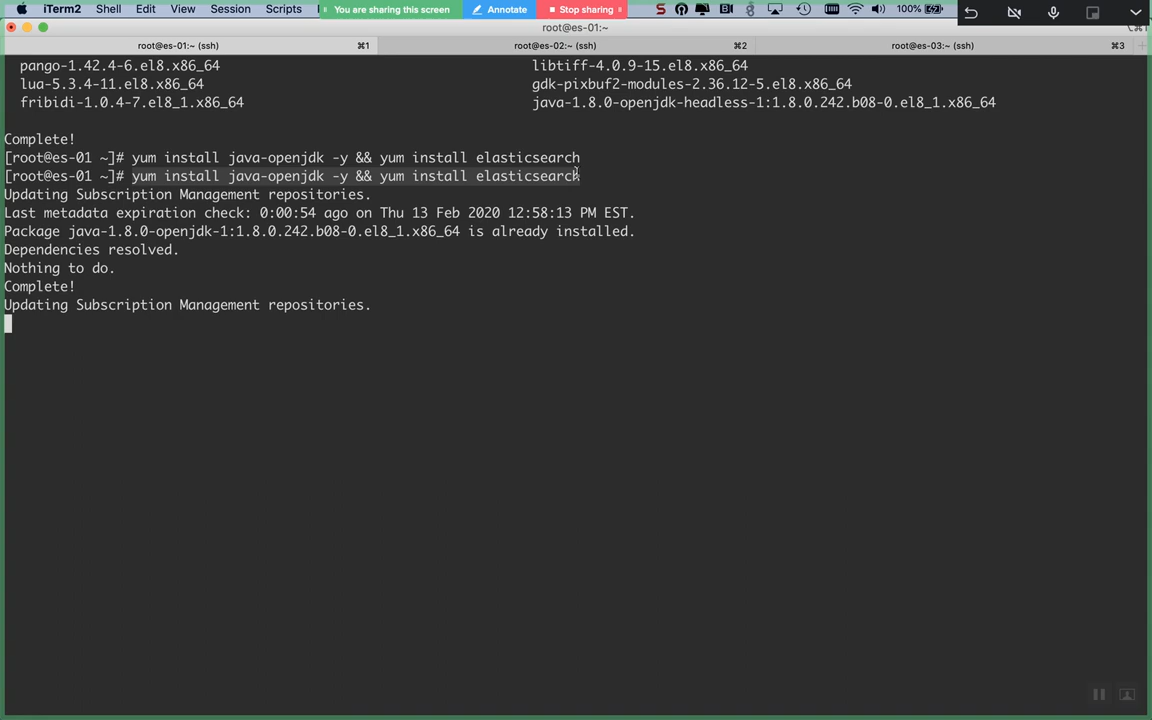 iTerm2 Shell Edit View Session Scripts You are sharing this screen Annotate Stop sharing 100%
root@es-01:~
root@es-01:~ (ssh) ⌘1 root@es-02:~ (ssh) ⌘2 root@es-03:~ (ssh) ⌘3
pango-1.42.4-6.el8.x86_64 libtiff-4.0.9-15.el8.x86_64
lua-5.3.4-11.el8.x86_64 gdk-pixbuf2-modules-2.36.12-5.el8.x86_64
fribidi-1.0.4-7.el8_1.x86_64 java-1.8.0-openjdk-headless-1:1.8.0.242.b08-0.el8_1.x86_64
Complete!
[root@es-01 ~]# yum install java-openjdk -y && yum install elasticsearch
[root@es-01 ~]# yum install java-openjdk -y && yum install elasticsearch
Updating Subscription Management repositories.
Last metadata expiration check: 0:00:54 ago on Thu 13 Feb 2020 12:58:13 PM EST.
Package java-1.8.0-openjdk-1:1.8.0.242.b08-0.el8_1.x86_64 is already installed.
Dependencies resolved.
Nothing to do.
Complete!
Updating Subscription Management repositories.